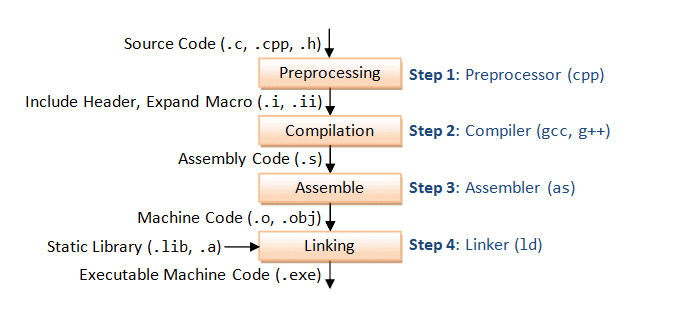 Source Code (.c, .cpp, .h)
Preprocessing
Step 1: Preprocessor (cpp)
Include Header, Expand Macro (.i, .ii)
Compilation
Step 2: Compiler (gcc, g++)
Assembly Code (.s)
Assemble
Step 3: Assembler (as)
Machine Code (.o, .obj)
Static Library (.lib, .a)
Linking
Step 4: Linker (ld)
Executable Machine Code (.exe)